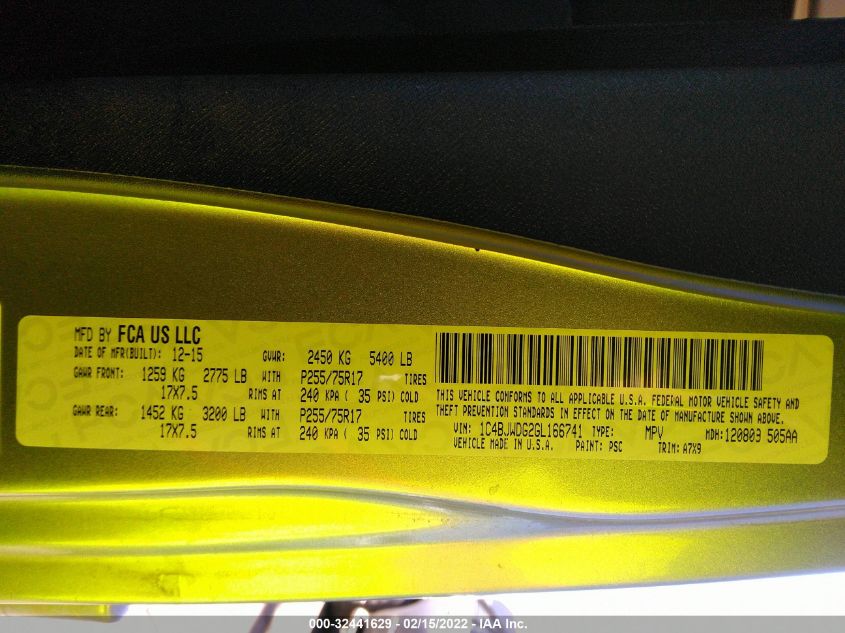 MFD BY FCA US LLC
DATE OF MFR(BUILT): 12-15 GVWR: 2450 KG 5400 LB
GAWR FRONT: 1259 KG 2775 LB WITH P255/75R17 TIRES
17X7.5 RIMS AT 240 KPA ( 35 PSI) COLD
GAWR REAR: 1452 KG 3200 LB WITH P255/75R17 TIRES
17X7.5 RIMS AT 240 KPA ( 35 PSI) COLD
THIS VEHICLE CONFORMS TO ALL APPLICABLE U.S.A. FEDERAL MOTOR VEHICLE SAFETY AND
THEFT PREVENTION STANDARDS IN EFFECT ON THE DATE OF MANUFACTURE SHOWN ABOVE.
VIN: 1C4BJWDG2GL166741 TYPE: MPV MDH:120803 505AA
VEHICLE MADE IN U.S.A. PAINT: PSC TRIM: A7X9
000-32441629 - 02/15/2022 - IAA Inc.